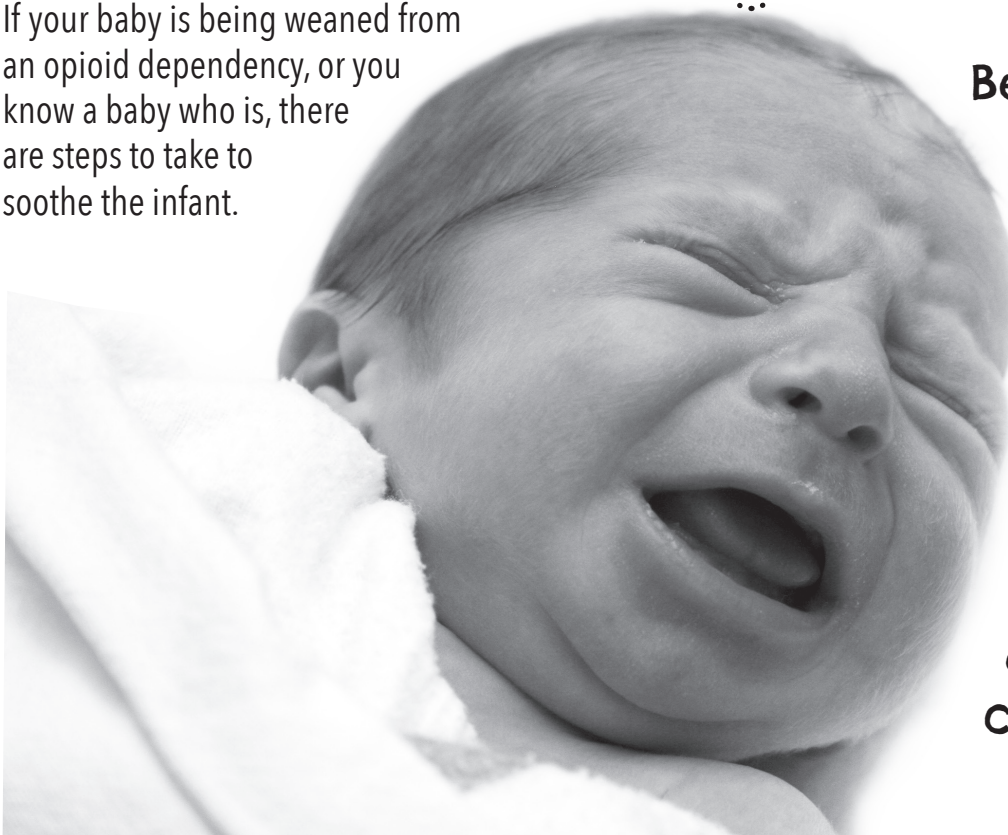 If your baby is being weaned from
an opioid dependency, or you
know a baby who is, there
are steps to take to
soothe the infant.
Be